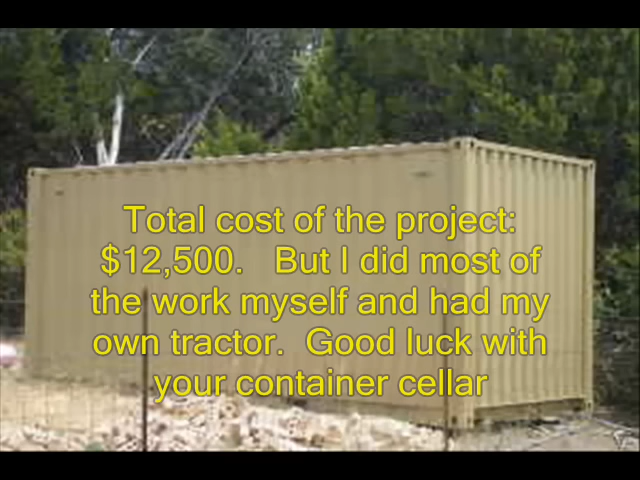 Total cost of the project:
$12,500.   But I did most of
the work myself and had my
own tractor.  Good luck with
your container cellar